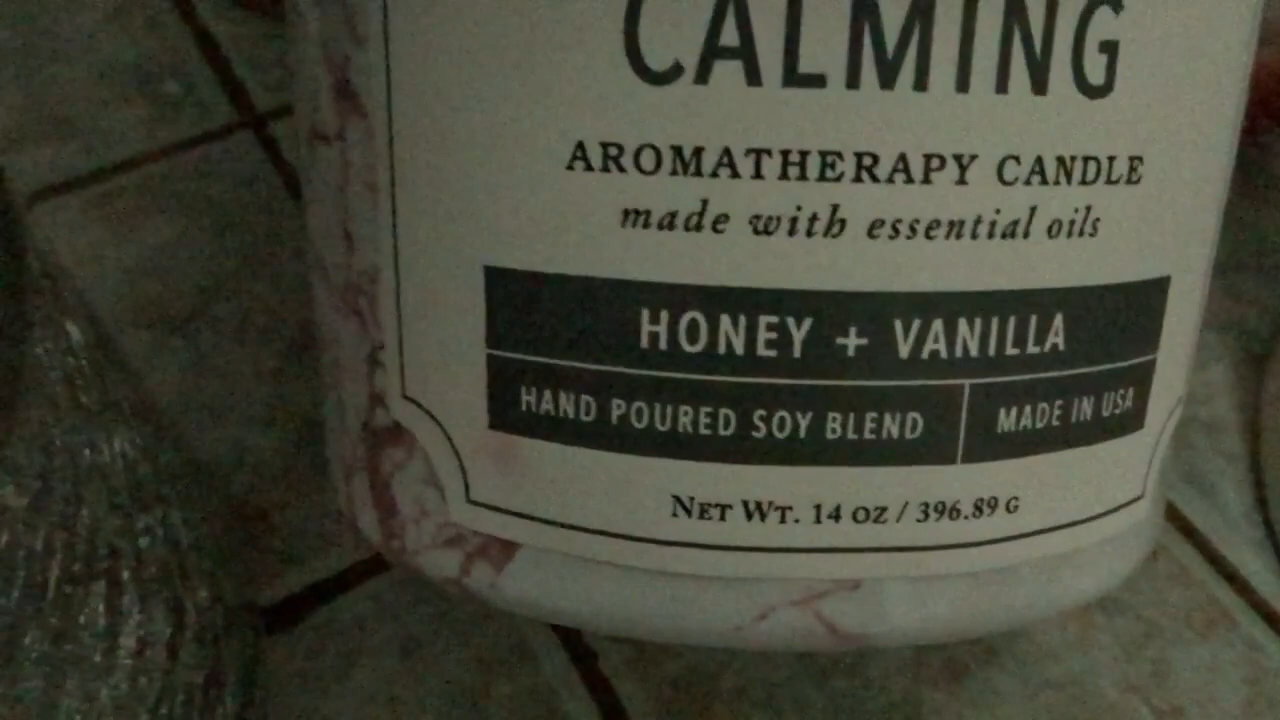 CALMING
AROMATHERAPY CANDLE
made with essential oils
HONEY + VANILLA
HAND POURED SOY BLEND
MADE IN USA
NET WT. 14 OZ / 396.89 G